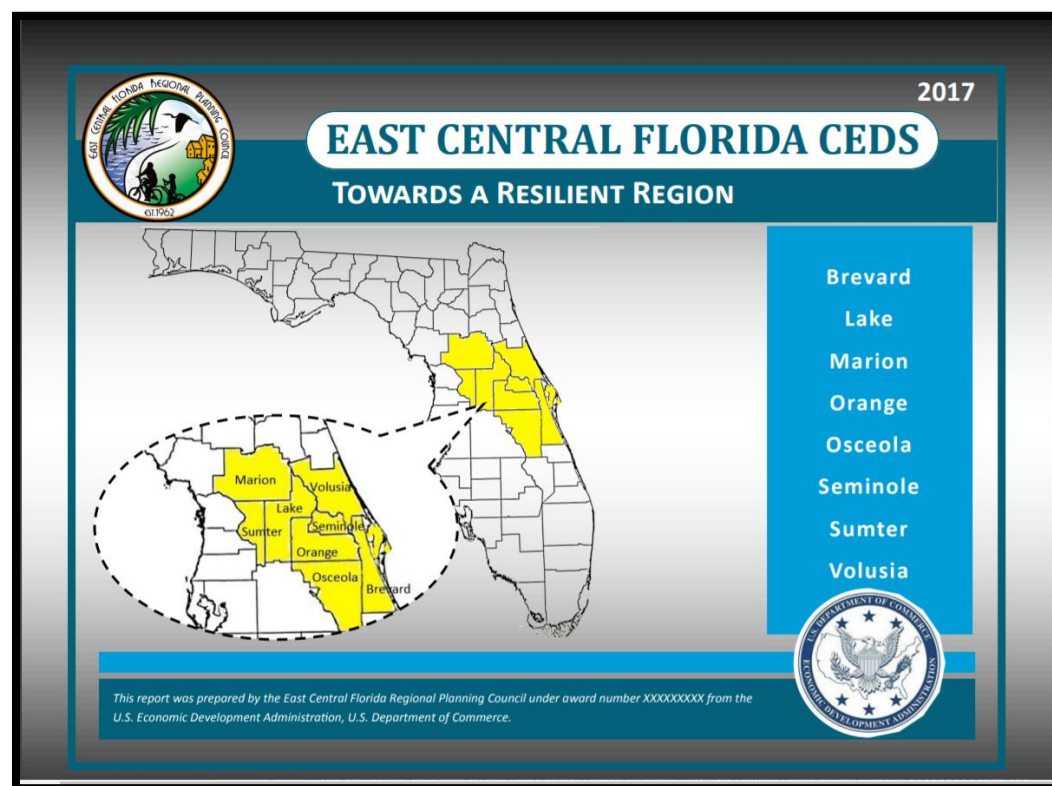 2017
EAST CENTRAL FLORIDA REGIONAL PLANNING COUNCIL
EST.1962
EAST CENTRAL FLORIDA CEDS
TOWARDS A RESILIENT REGION
Brevard
Lake
Marion
Orange
Osceola
Seminole
Sumter
Volusia
Marion
Volusia
Lake
Sumter
Seminole
Orange
Osceola
Brevard
U.S. DEPARTMENT OF COMMERCE
ECONOMIC DEVELOPMENT ADMINISTRATION
This report was prepared by the East Central Florida Regional Planning Council under award number XXXXXXXXX from the
U.S. Economic Development Administration, U.S. Department of Commerce.